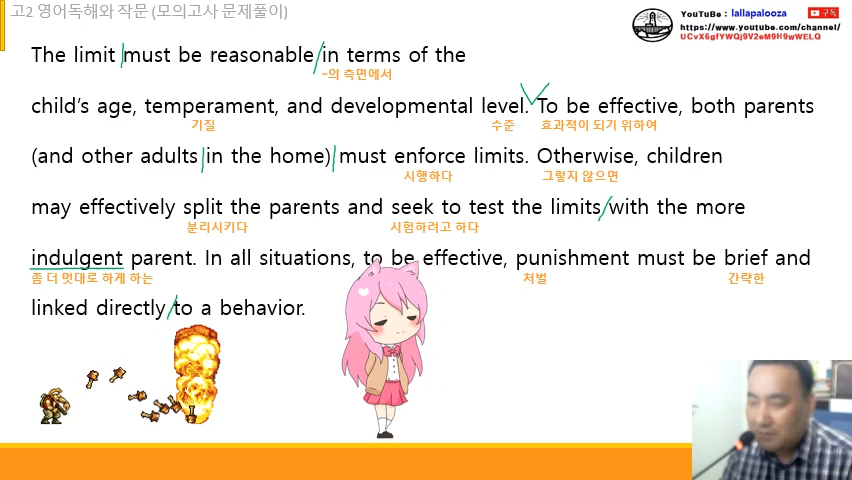 고2 영어독해와 작문 (모의고사 문제풀이)
YouTuBe : lallapalooza 구독
https://www.youtube.com/channel/
UCvX6gfYWQj9V2eM9H9wWELQ
The limit must be reasonable in terms of the
~의 측면에서
child's age, temperament, and developmental level. To be effective, both parents
기질 수준 효과적이 되기 위하여
(and other adults in the home) must enforce limits. Otherwise, children
시행하다 그렇지 않으면
may effectively split the parents and seek to test the limits with the more
분리시키다 시험하려고 하다
indulgent parent. In all situations, to be effective, punishment must be brief and
좀 더 멋대로 하게 하는 처벌 간략한
linked directly to a behavior.